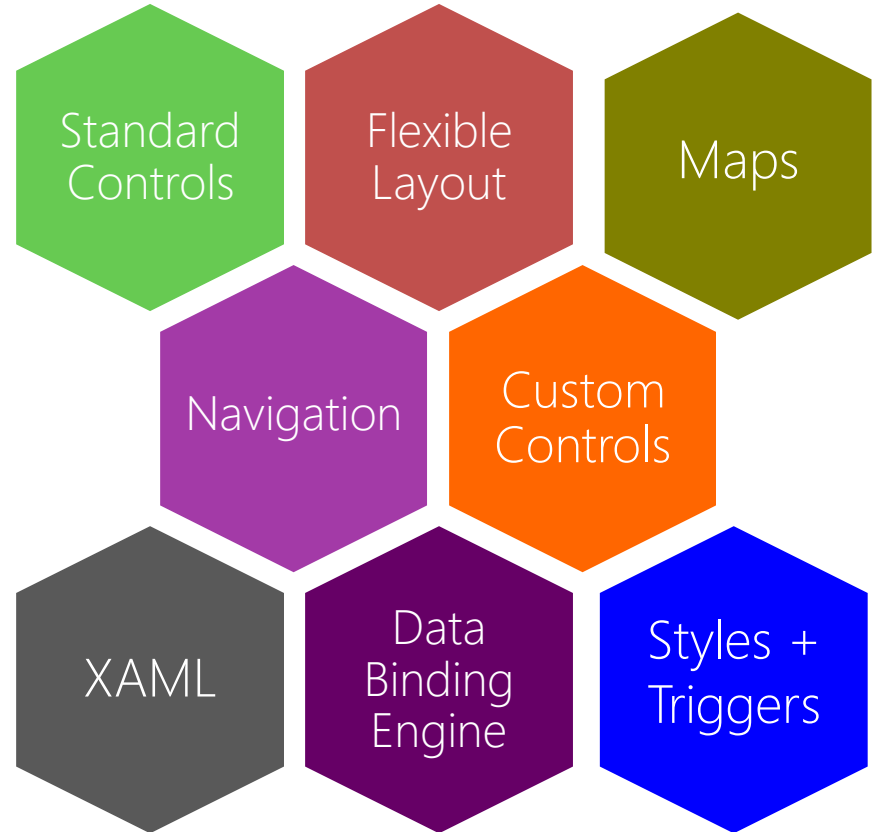 Standard
Controls
Flexible
Layout
Maps
Navigation
Custom
Controls
XAML
Data
Binding
Engine
Styles +
Triggers